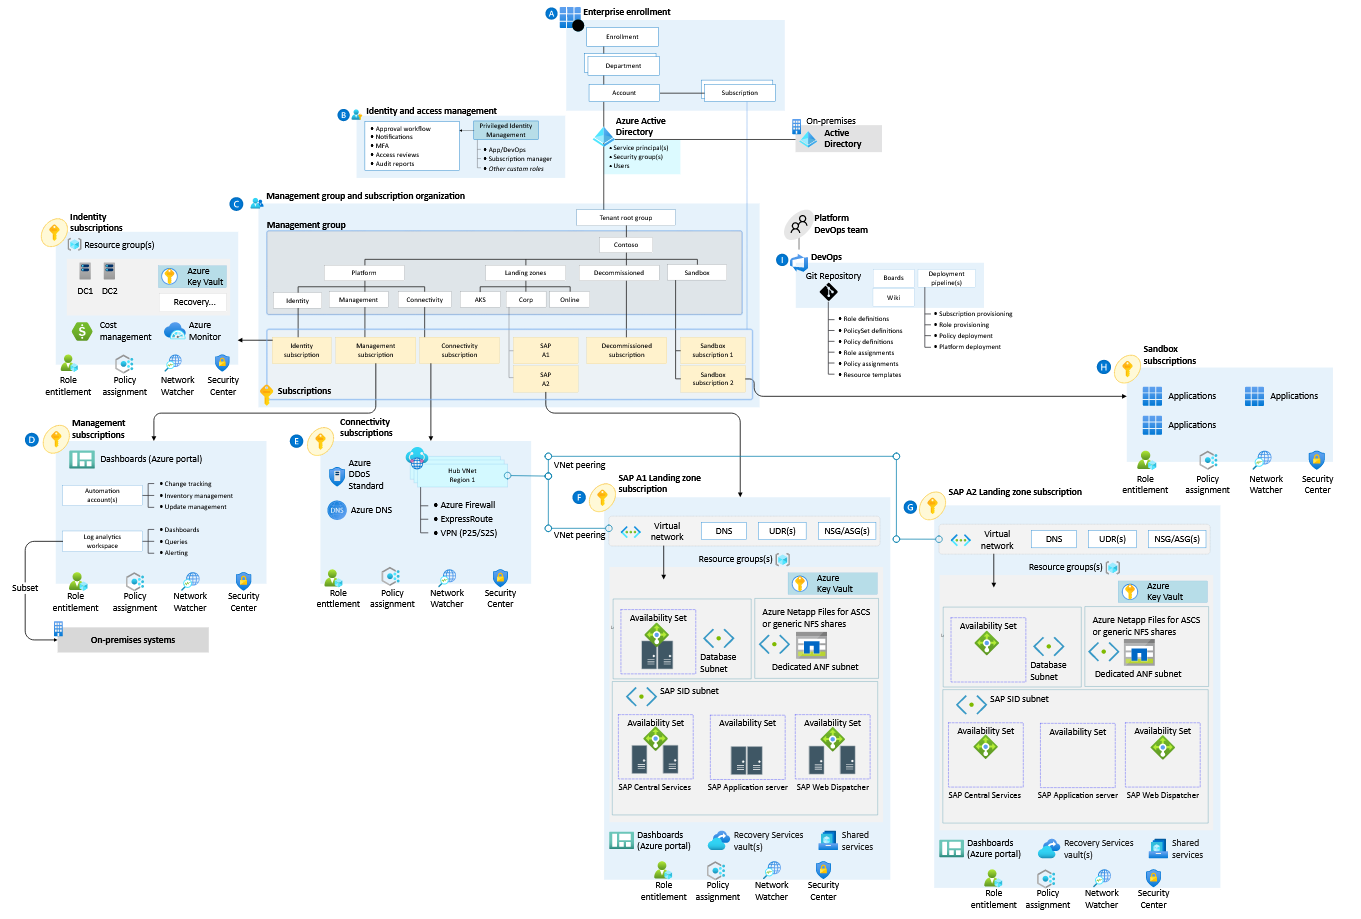 A
Enterprise enrollment
Enrollment
Department
Account
Subscription
B
Identity and access management
• Approval workflow
• Notifications
• MFA
• Access reviews
• Audit reports
Privileged Identity
Management
• App/DevOps
• Subscription manager
• Other custom roles
Azure Active
Directory
• Service principal(s)
• Security group(s)
• Users
On-premises
Active
Directory
C
Management group and subscription organization
Management group
Tenant root group
Contoso
Platform
Landing zones
Decommissioned
Sandbox
Identity
Management
Connectivity
AKS
Corp
Online
Identity
subscription
Management
subscription
Connectivity
subscription
SAP
A1
Decommissioned
subscription
Sandbox
subscription 1
SAP
A2
Sandbox
subscription 2
Subscriptions
Indentity
subscriptions
Resource group(s)
DC1
DC2
Azure
Key Vault
Recovery...
Cost
management
Azure
Monitor
Role
entitlement
Policy
assignment
Network
Watcher
Security
Center
Platform
DevOps team
I
DevOps
Git Repository
Boards
Wiki
Deployment
pipeline(s)
• Role definitions
• PolicySet definitions
• Policy definitions
• Role assignments
• Policy assignments
• Resource templates
• Subscription provisioning
• Role provisioning
• Policy deployment
• Platform deployment
H
Sandbox
subscriptions
Applications
Applications
Applications
Role
entitlement
Policy
assignment
Network
Watcher
Security
Center
D
Management
subscriptions
Dashboards (Azure portal)
Automation
account(s)
• Change tracking
• Inventory management
• Update management
Log analytics
workspace
• Dashboards
• Queries
• Alerting
Role
entitlement
Policy
assignment
Network
Watcher
Security
Center
Subset
On-premises systems
E
Connectivity
subscriptions
Azure
DDoS
Standard
DNS
Azure DNS
Hub VNet
Region 1
• Azure Firewall
• ExpressRoute
• VPN (P25/S2S)
Role
entitlement
Policy
assignment
Network
Watcher
Security
Center
VNet peering
VNet peering
F
SAP A1 Landing zone
subscription
Virtual
network
DNS
UDR(s)
NSG/ASG(s)
Resource groups(s)
Azure
Key Vault
Availability Set
Database
Subnet
Azure Netapp Files for ASCS
or generic NFS shares
Dedicated ANF subnet
SAP SID subnet
Availability Set
Availability Set
Availability Set
SAP Central Services
SAP Application server
SAP Web Dispatcher
Dashboards
(Azure portal)
Recovery Services
vault(s)
Shared
services
Role
entitlement
Policy
assignment
Network
Watcher
Security
Center
G
SAP A2 Landing zone subscription
Virtual
network
DNS
UDR(s)
NSG/ASG(s)
Resource groups(s)
Azure
Key Vault
Availability Set
Database
Subnet
Azure Netapp Files for ASCS
or generic NFS shares
Dedicated ANF subnet
SAP SID subnet
Availability Set
Availability Set
Availability Set
SAP Central Services
SAP Application server
SAP Web Dispatcher
Dashboards
(Azure portal)
Recovery Services
vault(s)
Shared
services
Role
entitlement
Policy
assignment
Network
Watcher
Security
Center